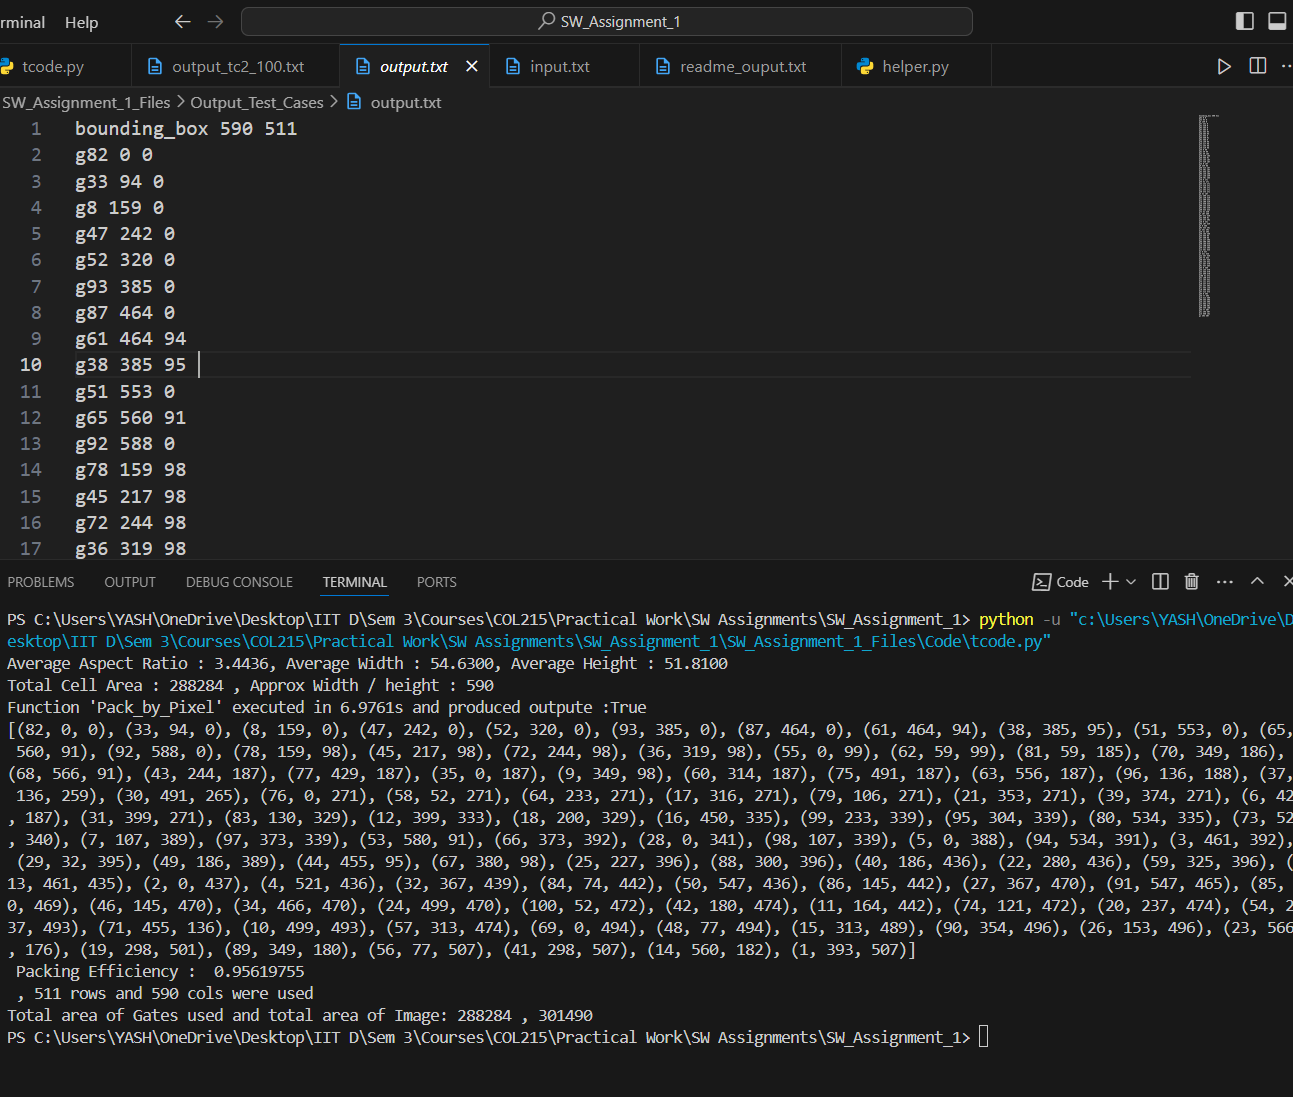 rminal Help SW_Assignment_1
tcode.py output_tc2_100.txt output.txt input.txt readme_ouput.txt helper.py
SW_Assignment_1_Files > Output_Test_Cases > output.txt
1 bounding_box 590 511
2 g82 0 0
3 g33 94 0
4 g8 159 0
5 g47 242 0
6 g52 320 0
7 g93 385 0
8 g87 464 0
9 g61 464 94
10 g38 385 95
11 g51 553 0
12 g65 560 91
13 g92 588 0
14 g78 159 98
15 g45 217 98
16 g72 244 98
17 g36 319 98
PROBLEMS OUTPUT DEBUG CONSOLE TERMINAL PORTS Code
PS C:\Users\YASH\OneDrive\Desktop\IIT D\Sem 3\Courses\COL215\Practical Work\SW Assignments\SW_Assignment_1> python -u "c:\Users\YASH\OneDrive\D
esktop\IIT D\Sem 3\Courses\COL215\Practical Work\SW Assignments\SW_Assignment_1\SW_Assignment_1_Files\Code\tcode.py"
Average Aspect Ratio : 3.4436, Average Width : 54.6300, Average Height : 51.8100
Total Cell Area : 288284 , Approx Width / height : 590
Function 'Pack_by_Pixel' executed in 6.9761s and produced outpute :True
[(82, 0, 0), (33, 94, 0), (8, 159, 0), (47, 242, 0), (52, 320, 0), (93, 385, 0), (87, 464, 0), (61, 464, 94), (38, 385, 95), (51, 553, 0), (65,
560, 91), (92, 588, 0), (78, 159, 98), (45, 217, 98), (72, 244, 98), (36, 319, 98), (55, 0, 99), (62, 59, 99), (81, 59, 185), (70, 349, 186),
(68, 566, 91), (43, 244, 187), (77, 429, 187), (35, 0, 187), (9, 349, 98), (60, 314, 187), (75, 491, 187), (63, 556, 187), (96, 136, 188), (37,
136, 259), (30, 491, 265), (76, 0, 271), (58, 52, 271), (64, 233, 271), (17, 316, 271), (79, 106, 271), (21, 353, 271), (39, 374, 271), (6, 42
, 187), (31, 399, 271), (83, 130, 329), (12, 399, 333), (18, 200, 329), (16, 450, 335), (99, 233, 339), (95, 304, 339), (80, 534, 335), (73, 52
, 340), (7, 107, 389), (97, 373, 339), (53, 580, 91), (66, 373, 392), (28, 0, 341), (98, 107, 339), (5, 0, 388), (94, 534, 391), (3, 461, 392),
(29, 32, 395), (49, 186, 389), (44, 455, 95), (67, 380, 98), (25, 227, 396), (88, 300, 396), (40, 186, 436), (22, 280, 436), (59, 325, 396), (
13, 461, 435), (2, 0, 437), (4, 521, 436), (32, 367, 439), (84, 74, 442), (50, 547, 436), (86, 145, 442), (27, 367, 470), (91, 547, 465), (85,
0, 469), (46, 145, 470), (34, 466, 470), (24, 499, 470), (100, 52, 472), (42, 180, 474), (11, 164, 442), (74, 121, 472), (20, 237, 474), (54, 2
37, 493), (71, 455, 136), (10, 499, 493), (57, 313, 474), (69, 0, 494), (48, 77, 494), (15, 313, 489), (90, 354, 496), (26, 153, 496), (23, 566
, 176), (19, 298, 501), (89, 349, 180), (56, 77, 507), (41, 298, 507), (14, 560, 182), (1, 393, 507)]
Packing Efficiency : 0.95619755
, 511 rows and 590 cols were used
Total area of Gates used and total area of Image: 288284 , 301490
PS C:\Users\YASH\OneDrive\Desktop\IIT D\Sem 3\Courses\COL215\Practical Work\SW Assignments\SW_Assignment_1>